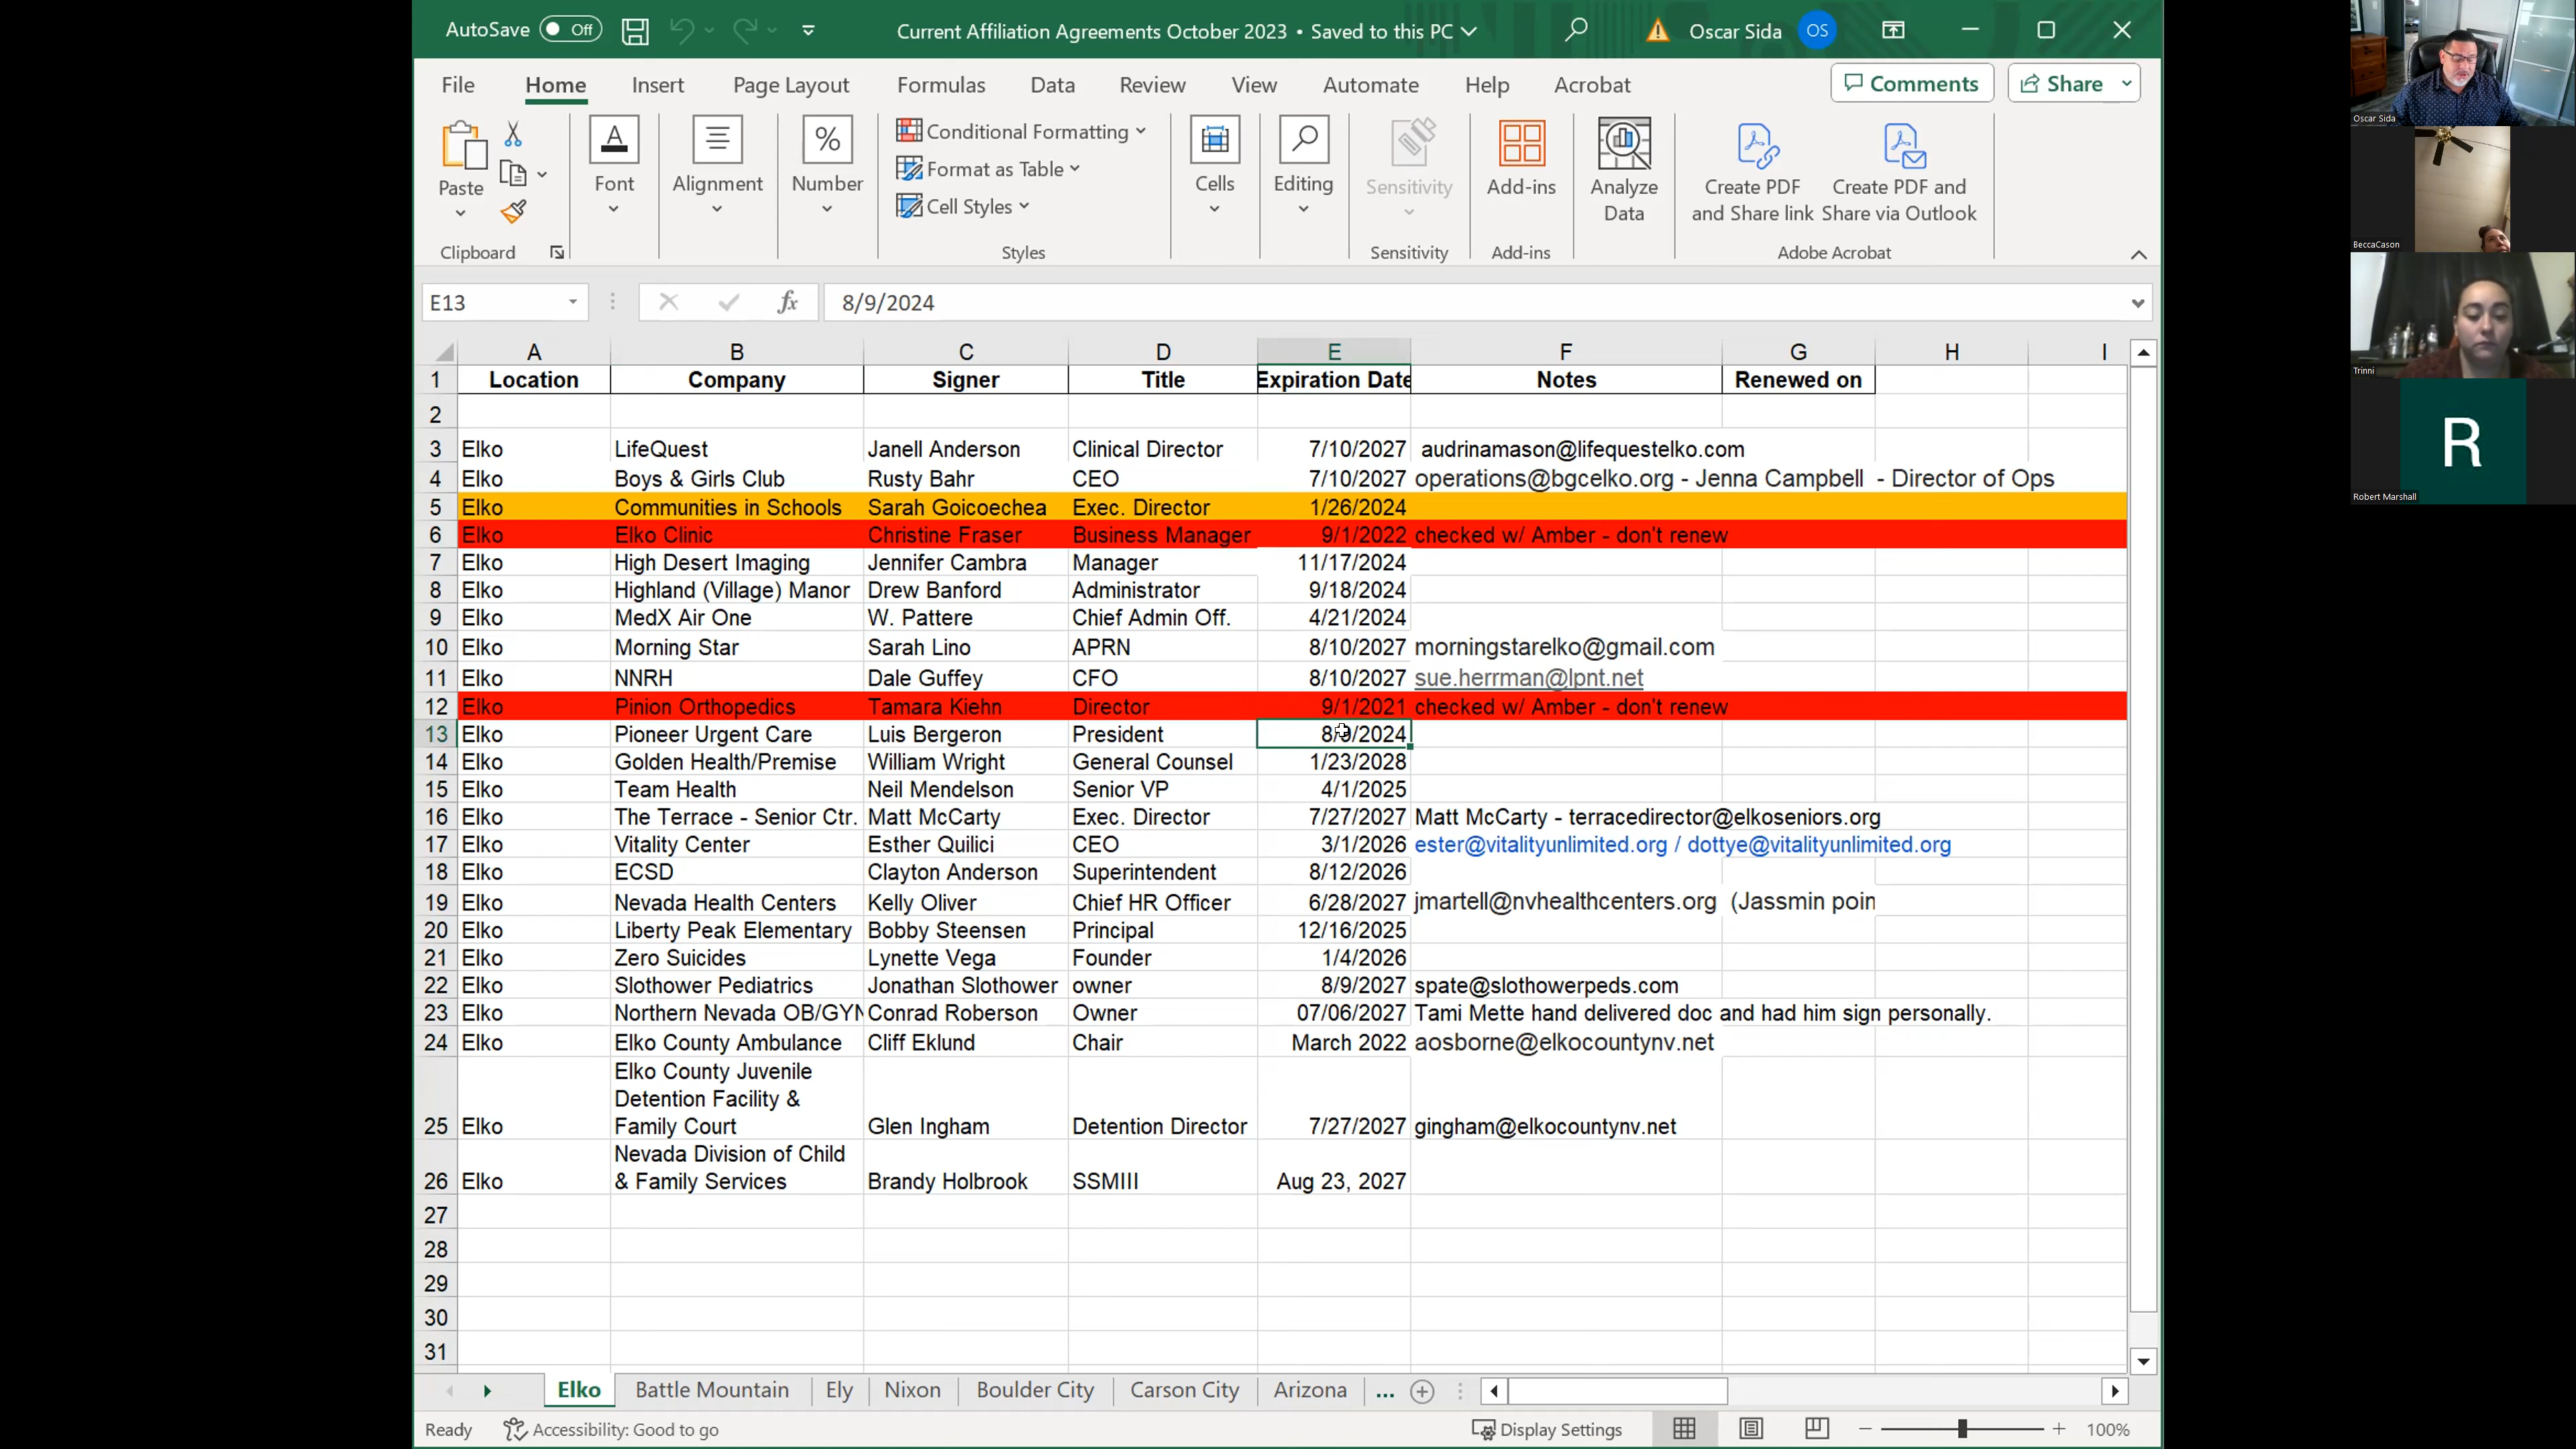 AutoSave Off Current Affiliation Agreements October 2023 • Saved to this PC Oscar Sida OS
File Home Insert Page Layout Formulas Data Review View Automate Help Acrobat Comments Share
Paste Font Alignment Number Conditional Formatting Format as Table Cell Styles Cells Editing Sensitivity Add-ins Analyze Data Create PDF and Share link Create PDF and Share via Outlook
Clipboard Styles Sensitivity Add-ins Adobe Acrobat
E13 fx 8/9/2024
A B C D E F G H I
1 Location Company Signer Title Expiration Date Notes Renewed on
2
3 Elko LifeQuest Janell Anderson Clinical Director 7/10/2027 audrinamason@lifequestelko.com
4 Elko Boys & Girls Club Rusty Bahr CEO 7/10/2027 operations@bgcelko.org - Jenna Campbell - Director of Ops
5 Elko Communities in Schools Sarah Goicoechea Exec. Director 1/26/2024
6 Elko Elko Clinic Christine Fraser Business Manager 9/1/2022 checked w/ Amber - don't renew
7 Elko High Desert Imaging Jennifer Cambra Manager 11/17/2024
8 Elko Highland (Village) Manor Drew Banford Administrator 9/18/2024
9 Elko MedX Air One W. Pattere Chief Admin Off. 4/21/2024
10 Elko Morning Star Sarah Lino APRN 8/10/2027 morningstarelko@gmail.com
11 Elko NNRH Dale Guffey CFO 8/10/2027 sue.herrman@lpnt.net
12 Elko Pinion Orthopedics Tamara Kiehn Director 9/1/2021 checked w/ Amber - don't renew
13 Elko Pioneer Urgent Care Luis Bergeron President 8/9/2024
14 Elko Golden Health/Premise William Wright General Counsel 1/23/2028
15 Elko Team Health Neil Mendelson Senior VP 4/1/2025
16 Elko The Terrace - Senior Ctr. Matt McCarty Exec. Director 7/27/2027 Matt McCarty - terracedirector@elkoseniors.org
17 Elko Vitality Center Esther Quilici CEO 3/1/2026 ester@vitalityunlimited.org / dottye@vitalityunlimited.org
18 Elko ECSD Clayton Anderson Superintendent 8/12/2026
19 Elko Nevada Health Centers Kelly Oliver Chief HR Officer 6/28/2027 jmartell@nvhealthcenters.org (Jassmin poin
20 Elko Liberty Peak Elementary Bobby Steensen Principal 12/16/2025
21 Elko Zero Suicides Lynette Vega Founder 1/4/2026
22 Elko Slothower Pediatrics Jonathan Slothower owner 8/9/2027 spate@slothowerpeds.com
23 Elko Northern Nevada OB/GYN Conrad Roberson Owner 07/06/2027 Tami Mette hand delivered doc and had him sign personally.
24 Elko Elko County Ambulance Cliff Eklund Chair March 2022 aosborne@elkocountynv.net
Elko County Juvenile
Detention Facility &
25 Elko Family Court Glen Ingham Detention Director 7/27/2027 gingham@elkocountynv.net
Nevada Division of Child
26 Elko & Family Services Brandy Holbrook SSMIII Aug 23, 2027
27
28
29
30
31
Elko Battle Mountain Ely Nixon Boulder City Carson City Arizona ...
Ready Accessibility: Good to go Display Settings 100%
Oscar Sida
BeccaCason
Trinni
R
Robert Marshall